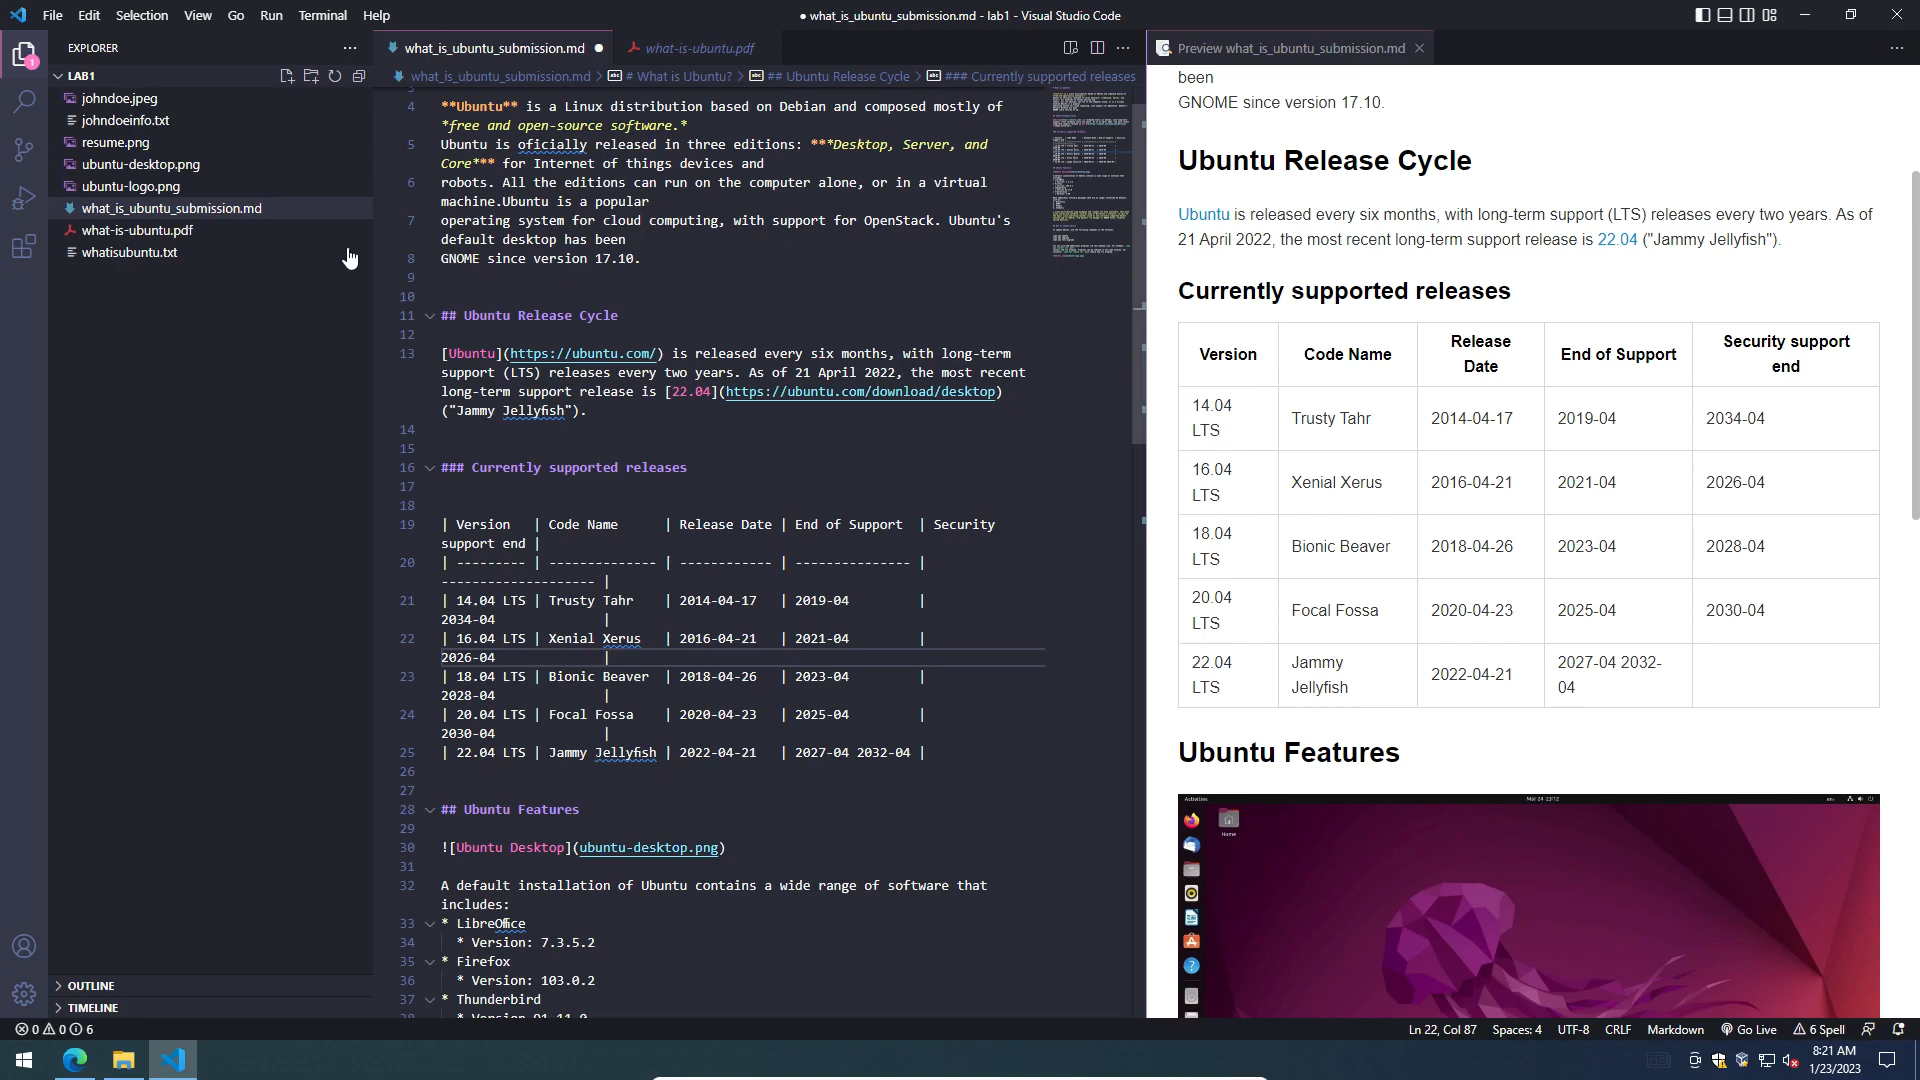 File Edit Selection View Go Run Terminal Help
● what_is_ubuntu_submission.md - lab1 - Visual Studio Code
EXPLORER
LAB1
johndoe.jpeg
johndoeinfo.txt
resume.png
ubuntu-desktop.png
ubuntu-logo.png
what_is_ubuntu_submission.md
what-is-ubuntu.pdf
whatisubuntu.txt
OUTLINE
TIMELINE
what_is_ubuntu_submission.md ●
what-is-ubuntu.pdf
what_is_ubuntu_submission.md > # What is Ubuntu? > ## Ubuntu Release Cycle > ### Currently supported releases
3
4 **Ubuntu** is a Linux distribution based on Debian and composed mostly of
*free and open-source software.*
5 Ubuntu is oficially released in three editions: ***Desktop, Server, and
Core*** for Internet of things devices and
6 robots. All the editions can run on the computer alone, or in a virtual
machine.Ubuntu is a popular
7 operating system for cloud computing, with support for OpenStack. Ubuntu's
default desktop has been
8 GNOME since version 17.10.
9
10
11 ## Ubuntu Release Cycle
12
13 [Ubuntu](https://ubuntu.com/) is released every six months, with long-term
support (LTS) releases every two years. As of 21 April 2022, the most recent
long-term support release is [22.04](https://ubuntu.com/download/desktop)
("Jammy Jellyfish").
14
15
16 ### Currently supported releases
17
18
19 | Version | Code Name | Release Date | End of Support | Security
support end |
20 | --------- | -------------- | ------------ | --------------- |
-------------------- |
21 | 14.04 LTS | Trusty Tahr | 2014-04-17 | 2019-04 |
2034-04 |
22 | 16.04 LTS | Xenial Xerus | 2016-04-21 | 2021-04 |
2026-04 |
23 | 18.04 LTS | Bionic Beaver | 2018-04-26 | 2023-04 |
2028-04 |
24 | 20.04 LTS | Focal Fossa | 2020-04-23 | 2025-04 |
2030-04 |
25 | 22.04 LTS | Jammy Jellyfish | 2022-04-21 | 2027-04 2032-04 |
26
27
28 ## Ubuntu Features
29
30 ![Ubuntu Desktop](ubuntu-desktop.png)
31
32 A default installation of Ubuntu contains a wide range of software that
includes:
33 * LibreOffice
34 * Version: 7.3.5.2
35 * Firefox
36 * Version: 103.0.2
37 * Thunderbird
38 * Version 91.11.0
Preview what_is_ubuntu_submission.md
been
GNOME since version 17.10.
Ubuntu Release Cycle
Ubuntu is released every six months, with long-term support (LTS) releases every two years. As of
21 April 2022, the most recent long-term support release is 22.04 ("Jammy Jellyfish").
Currently supported releases
Version Code Name Release Date End of Support Security support end
14.04 LTS Trusty Tahr 2014-04-17 2019-04 2034-04
16.04 LTS Xenial Xerus 2016-04-21 2021-04 2026-04
18.04 LTS Bionic Beaver 2018-04-26 2023-04 2028-04
20.04 LTS Focal Fossa 2020-04-23 2025-04 2030-04
22.04 LTS Jammy Jellyfish 2022-04-21 2027-04 2032-04
Ubuntu Features
Activities
Home
0 0 6
Ln 22, Col 87 Spaces: 4 UTF-8 CRLF Markdown Go Live 6 Spell
8:21 AM
1/23/2023